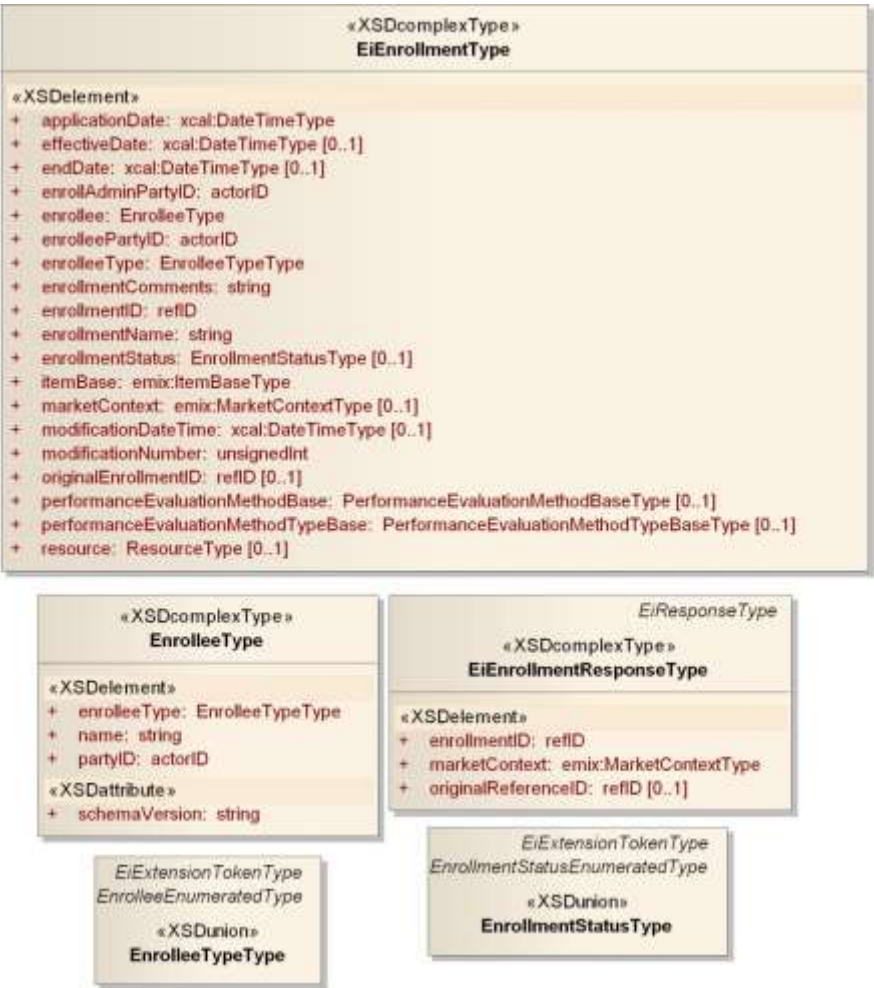 «XSDcomplexType»
EiEnrollmentType
«XSDelement»
+ applicationDate: xcal:DateTimeType
+ effectiveDate: xcal:DateTimeType [0..1]
+ endDate: xcal:DateTimeType [0..1]
+ enrollAdminPartyID: actorID
+ enrollee: EnrolleeType
+ enrolleePartyID: actorID
+ enrolleeType: EnrolleeTypeType
+ enrollmentComments: string
+ enrollmentID: refID
+ enrollmentName: string
+ enrollmentStatus: EnrollmentStatusType [0..1]
+ itemBase: emix:ItemBaseType
+ marketContext: emix:MarketContextType [0..1]
+ modificationDateTime: xcal:DateTimeType [0..1]
+ modificationNumber: unsignedInt
+ originalEnrollmentID: refID [0..1]
+ performanceEvaluationMethodBase: PerformanceEvaluationMethodBaseType [0..1]
+ performanceEvaluationMethodTypeBase: PerformanceEvaluationMethodTypeBaseType [0..1]
+ resource: ResourceType [0..1]
«XSDcomplexType»
EnrolleeType
«XSDelement»
+ enrolleeType: EnrolleeTypeType
+ name: string
+ partyID: actorID
«XSDattribute»
+ schemaVersion: string
EiResponseType
«XSDcomplexType»
EiEnrollmentResponseType
«XSDelement»
+ enrollmentID: refID
+ marketContext: emix:MarketContextType
+ originalReferenceID: refID [0..1]
EiExtensionTokenType
EnrolleeEnumeratedType
«XSDunion»
EnrolleeTypeType
EiExtensionTokenType
EnrollmentStatusEnumeratedType
«XSDunion»
EnrollmentStatusType